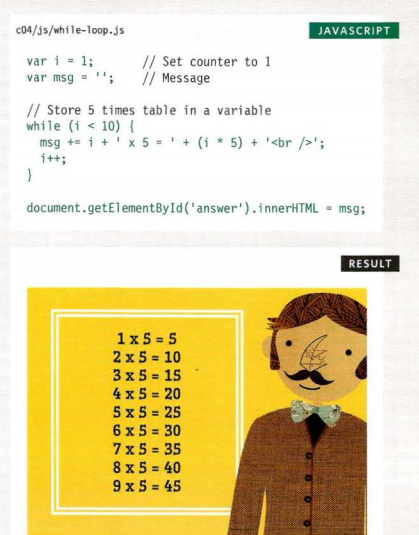 c04/js/while-loop.js
JAVASCRIPT
var i = 1; // Set counter to 1
var msg = ''; // Message
// Store 5 times table in a variable
while (i < 10) {
msg += i + ' x 5 = ' + (i * 5) + '<br />';
i++;
}
document.getElementById('answer').innerHTML = msg;
RESULT
1 x 5 = 5
2 x 5 = 10
3 x 5 = 15
4 x 5 = 20
5 x 5 = 25
6 x 5 = 30
7 x 5 = 35
8 x 5 = 40
9 x 5 = 45